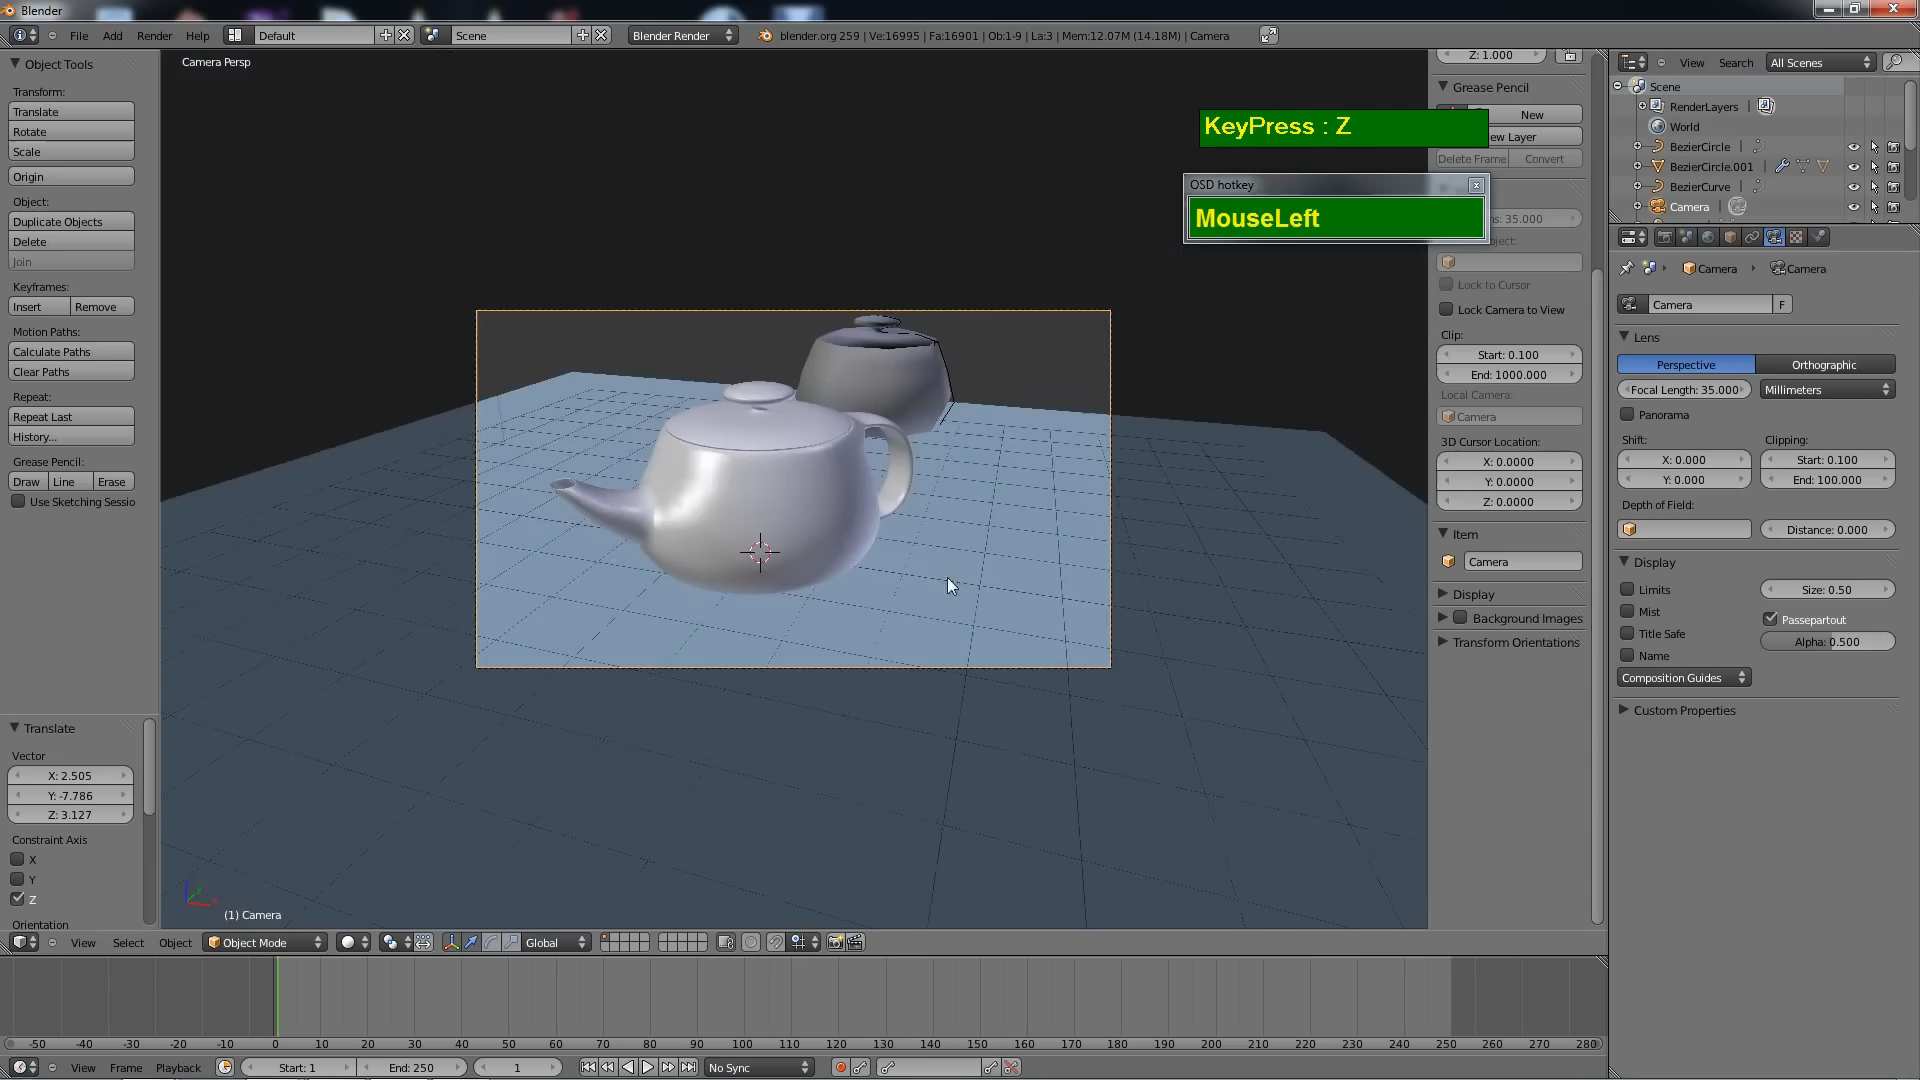 Blender
File Add Render Help Default Scene Blender Render blender.org 259 | Ve:16995 | Fa:16901 | Ob:1-9 | La:3 | Mem:12.07M (14.18M) | Camera
Object Tools
Transform:
Translate
Rotate
Scale
Origin
Object:
Duplicate Objects
Delete
Join
Keyframes:
Insert Remove
Motion Paths:
Calculate Paths
Clear Paths
Repeat:
Repeat Last
History...
Grease Pencil:
Draw Line Erase
Use Sketching Sessio
Translate
Vector
X: 2.505
Y: -7.786
Z: 3.127
Constraint Axis
X
Y
Z
Orientation
Camera Persp
KeyPress : Z
OSD hotkey
MouseLeft
(1) Camera
View Select Object Object Mode Global
Z: 1.000
Grease Pencil
New
ew Layer
Delete Frame Convert
ns: 35.000
ject:
Lock to Cursor
Lock Camera to View
Clip:
Start: 0.100
End: 1000.000
Local Camera:
Camera
3D Cursor Location:
X: 0.0000
Y: 0.0000
Z: 0.0000
Item
Camera
Display
Background Images
Transform Orientations
View Search All Scenes
Scene
RenderLayers
World
BezierCircle
BezierCircle.001
BezierCurve
Camera
Camera Camera
Camera F
Lens
Perspective Orthographic
Focal Length: 35.000 Millimeters
Panorama
Shift: Clipping:
X: 0.000 Start: 0.100
Y: 0.000 End: 100.000
Depth of Field:
Distance: 0.000
Display
Limits Size: 0.50
Mist Passepartout
Title Safe Alpha: 0.500
Name
Composition Guides
Custom Properties
-50 -40 -30 -20 -10 0 10 20 30 40 50 60 70 80 90 100 110 120 130 140 150 160 170 180 190 200 210 220 230 240 250 260 270 280
View Frame Playback Start: 1 End: 250 1 No Sync